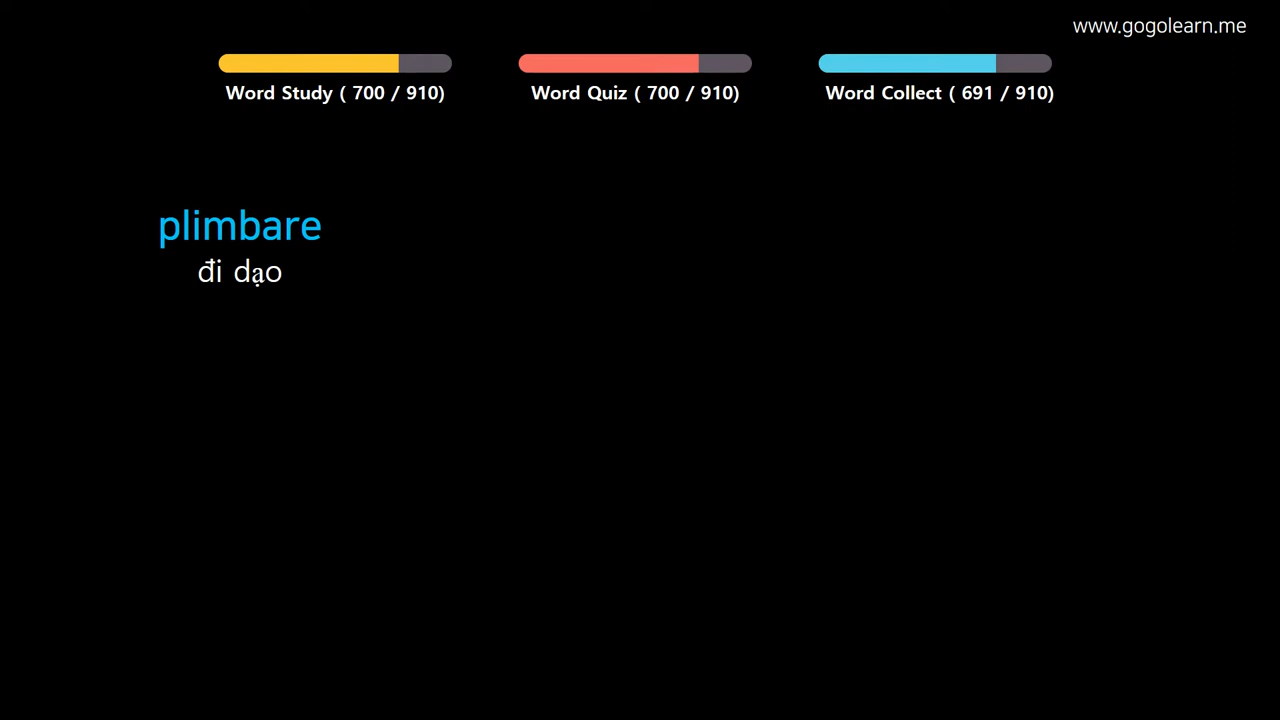 www.gogolearn.me
Word Study ( 700 / 910)
Word Quiz ( 700 / 910)
Word Collect ( 691 / 910)
plimbare
đi dạo